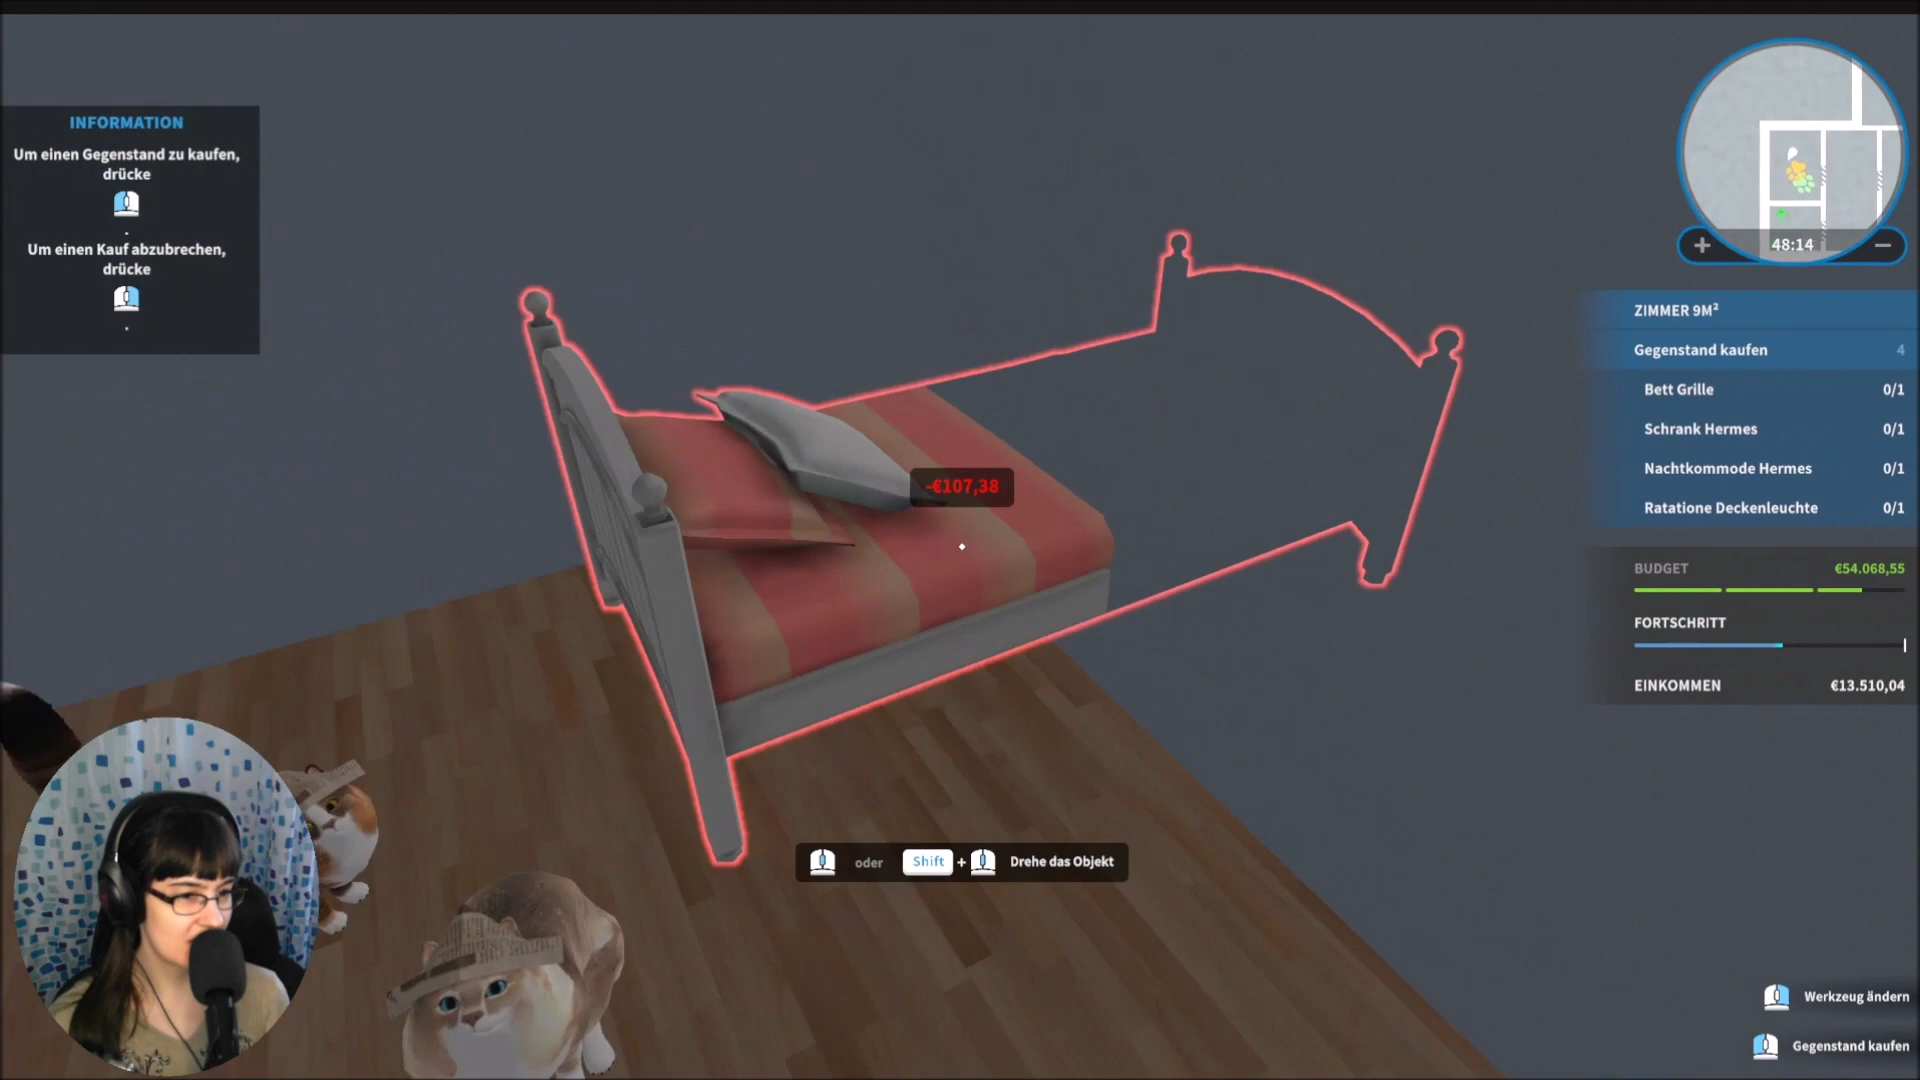 INFORMATION
Um einen Gegenstand zu kaufen,
drücke
.
Um einen Kauf abzubrechen,
drücke
.
48:14
ZIMMER 9M²
Gegenstand kaufen 4
Bett Grille 0/1
Schrank Hermes 0/1
Nachtkommode Hermes 0/1
Ratatione Deckenleuchte 0/1
BUDGET €54.068,55
FORTSCHRITT
EINKOMMEN €13.510,04
-€107,38
oder Shift + Drehe das Objekt
Werkzeug ändern
Gegenstand kaufen